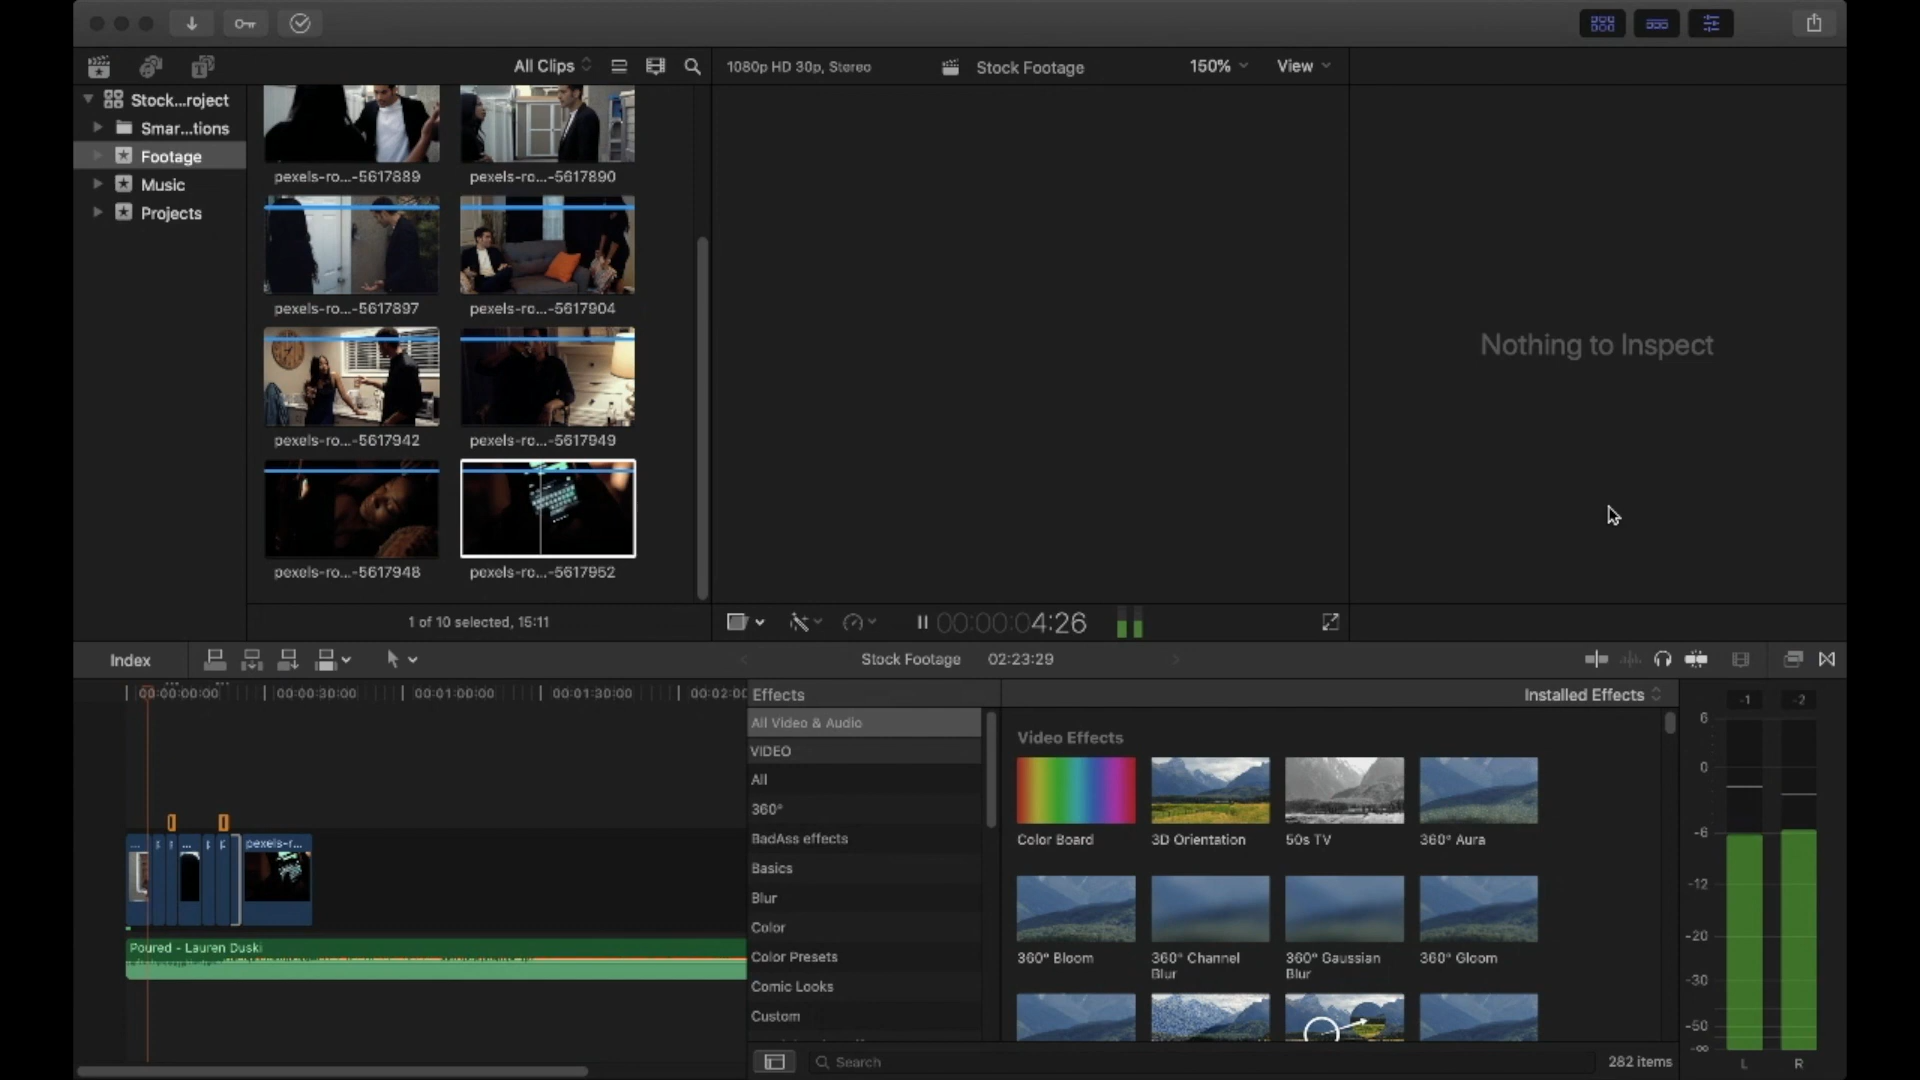 All Clips
1080p HD 30p, Stereo
Stock Footage
150%
View
Stock...roject
Smar...tions
Footage
Music
Projects
pexels-ro...-5617889
pexels-ro...-5617890
pexels-ro...-5617897
pexels-ro...-5617904
pexels-ro...-5617942
pexels-ro...-5617949
pexels-ro...-5617948
pexels-ro...-5617952
Nothing to Inspect
1 of 10 selected, 15:11
00:00:04:26
Index
Stock Footage
02:23:29
00:00:00:00
00:00:30:00
00:01:00:00
00:01:30:00
00:02:00
Effects
Installed Effects
All Video & Audio
VIDEO
All
360°
BadAss effects
Basics
Blur
Color
Color Presets
Comic Looks
Custom
Video Effects
Color Board
3D Orientation
50s TV
360° Aura
360° Bloom
360° Channel
Blur
360° Gaussian
Blur
360° Gloom
pexels-r...
Poured - Lauren Duski
Search
282 items
-1
-2
6
0
-6
-12
-20
-30
-50
-∞
L
R